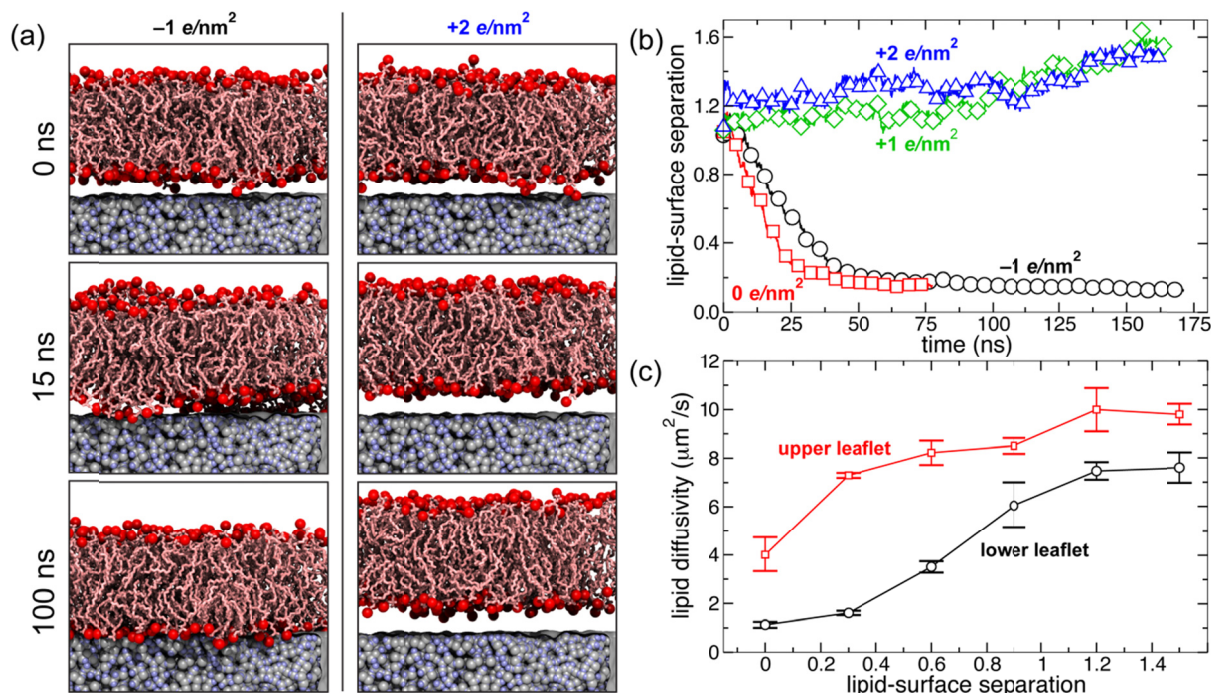 (a)
–1 e/nm²
+2 e/nm²
0 ns
15 ns
100 ns
(b)
lipid-surface separation
1.6
1.2
0.8
0.4
0.0
+2 e/nm²
+1 e/nm²
0 e/nm²
–1 e/nm²
0 25 50 75 100 125 150 175
time (ns)
(c)
lipid diffusivity (μm²/s)
12
10
8
6
4
2
0
upper leaflet
lower leaflet
0 0.2 0.4 0.6 0.8 1.0 1.2 1.4
lipid-surface separation